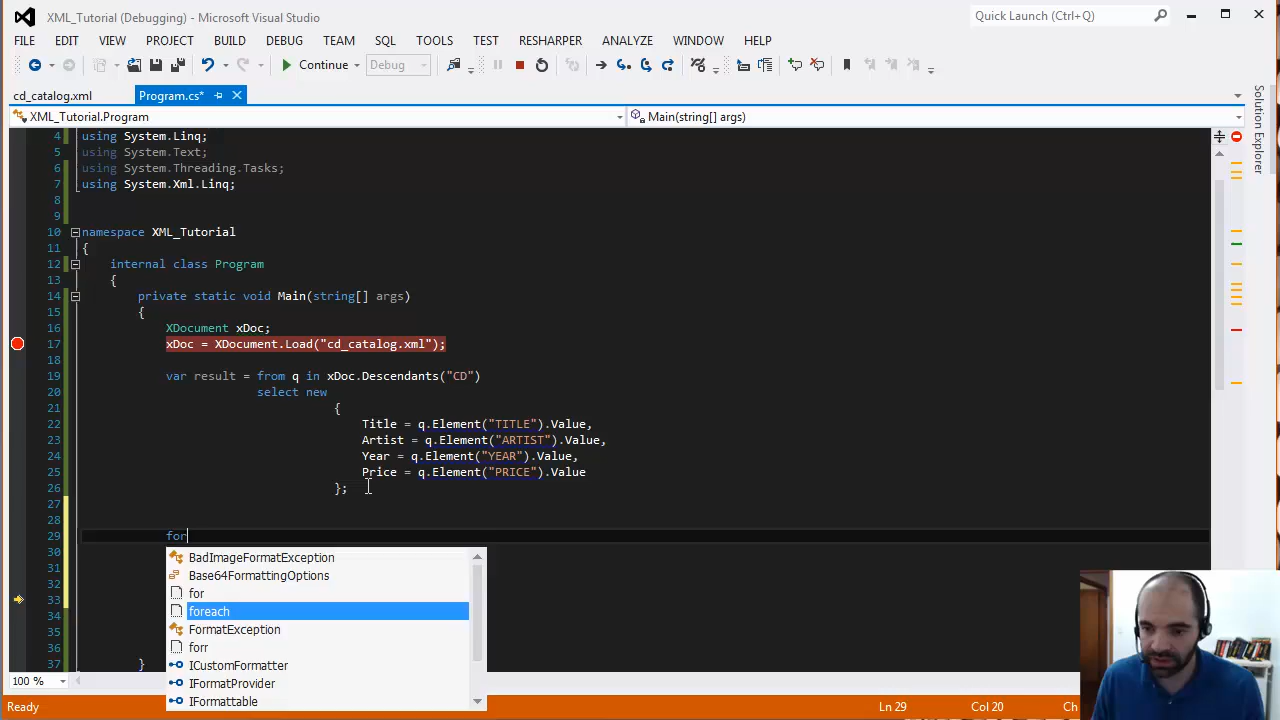 XML_Tutorial (Debugging) - Microsoft Visual Studio
Quick Launch (Ctrl+Q)
FILE EDIT VIEW PROJECT BUILD DEBUG TEAM SQL TOOLS TEST RESHARPER ANALYZE WINDOW HELP
Continue Debug
cd_catalog.xml Program.cs*
XML_Tutorial.Program Main(string[] args)
Solution Explorer
4 using System.Linq;
5 using System.Text;
6 using System.Threading.Tasks;
7 using System.Xml.Linq;
8
9
10 namespace XML_Tutorial
11 {
12 internal class Program
13 {
14 private static void Main(string[] args)
15 {
16 XDocument xDoc;
17 xDoc = XDocument.Load("cd_catalog.xml");
18
19 var result = from q in xDoc.Descendants("CD")
20 select new
21 {
22 Title = q.Element("TITLE").Value,
23 Artist = q.Element("ARTIST").Value,
24 Year = q.Element("YEAR").Value,
25 Price = q.Element("PRICE").Value
26 };
27
28
29 for
30 BadImageFormatException
31 Base64FormattingOptions
32 for
33 foreach
34 FormatException
35 forr
36 ICustomFormatter
37 }
IFormatProvider
IFormattable
100 %
Ready Ln 29 Col 20 Ch